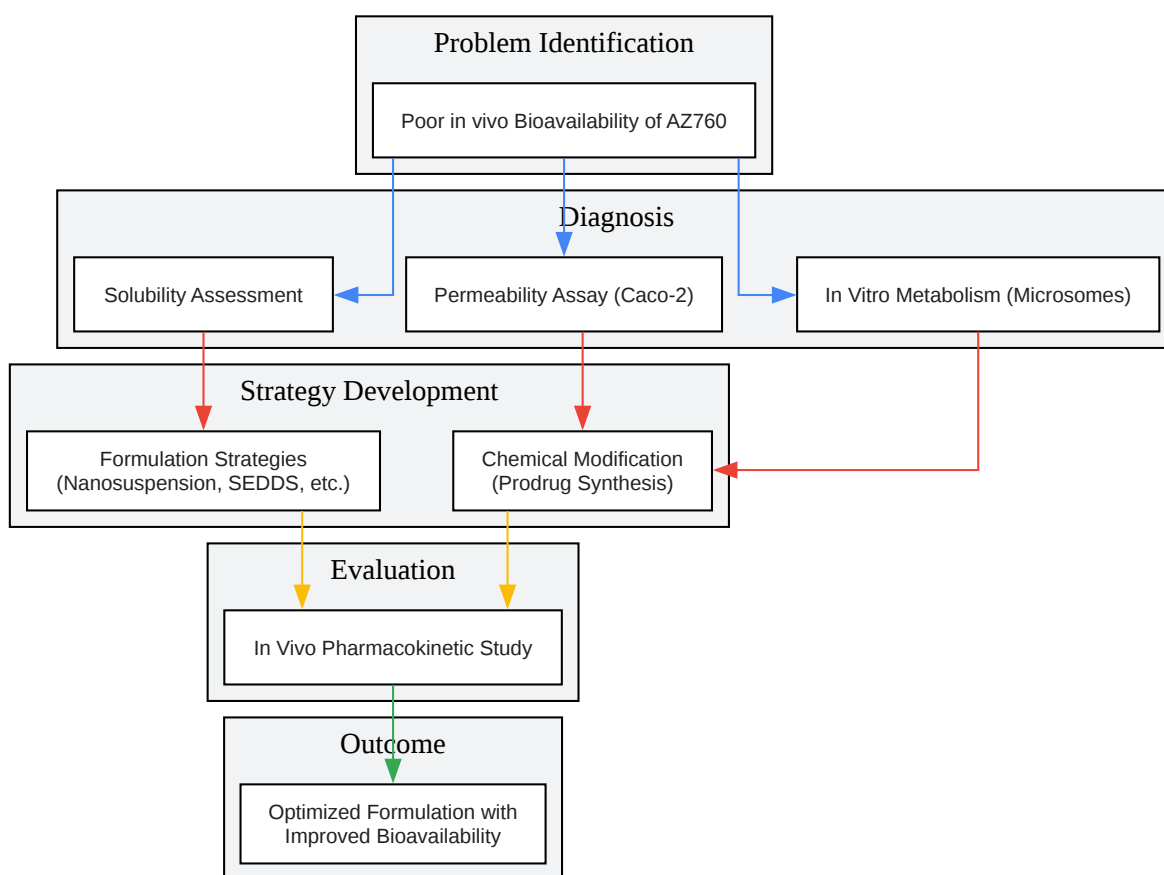 Problem Identification
Poor in vivo Bioavailability of AZ760
Diagnosis
Solubility Assessment
Permeability Assay (Caco-2)
In Vitro Metabolism (Microsomes)
Strategy Development
Formulation Strategies
(Nanosuspension, SEDDS, etc.)
Chemical Modification
(Prodrug Synthesis)
Evaluation
In Vivo Pharmacokinetic Study
Outcome
Optimized Formulation with
Improved Bioavailability